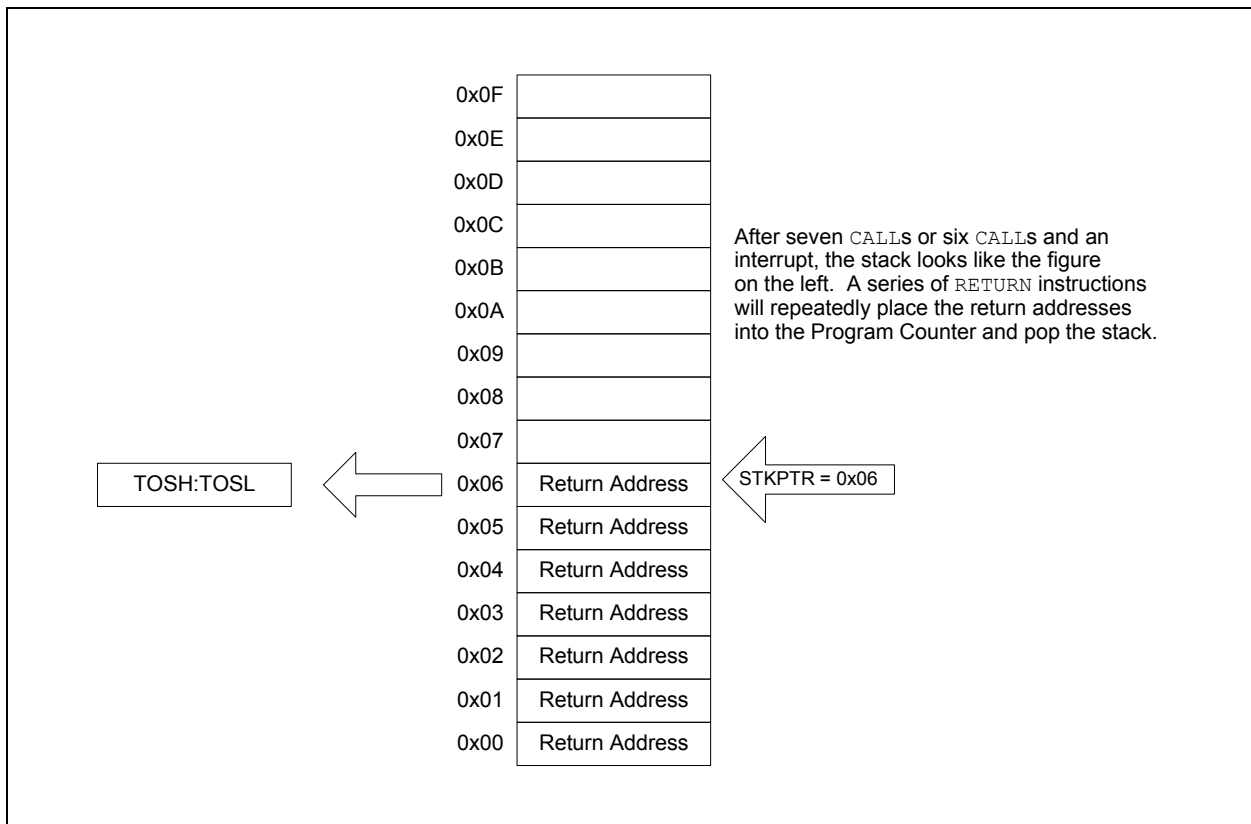 0x0F
0x0E
0x0D
0x0C
0x0B
0x0A
0x09
0x08
0x07
TOSH:TOSL
0x06 Return Address
STKPTR = 0x06
0x05 Return Address
0x04 Return Address
0x03 Return Address
0x02 Return Address
0x01 Return Address
0x00 Return Address
After seven CALLs or six CALLs and an
interrupt, the stack looks like the figure
on the left. A series of RETURN instructions
will repeatedly place the return addresses
into the Program Counter and pop the stack.